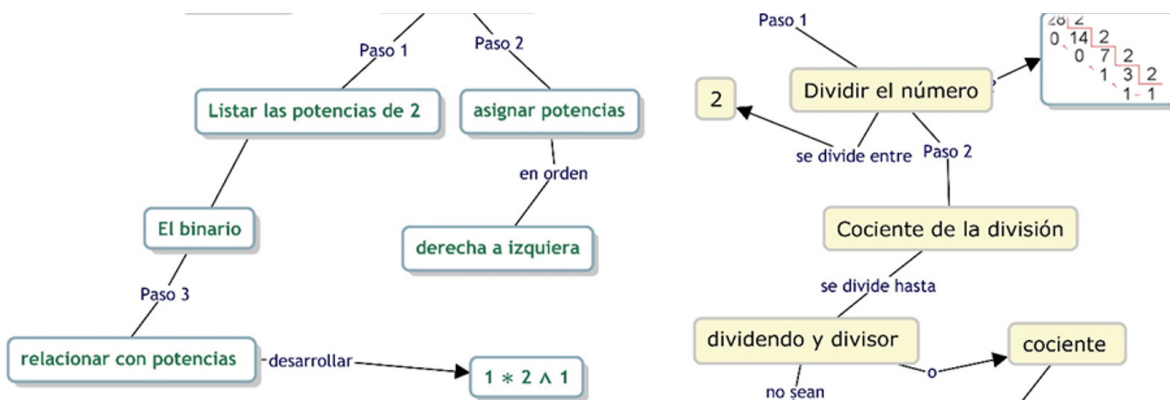 Paso 1
Paso 2
Listar las potencias de 2
asignar potencias
en orden
El binario
derecha a izquiera
Paso 3
relacionar con potencias
desarrollar
1 * 2 ∧ 1
Paso 1
28 2
0 14 2
0 7 2
1 3 2
1 1
Dividir el número
2
se divide entre
Paso 2
Cociente de la división
se divide hasta
dividendo y divisor
o
cociente
no sean